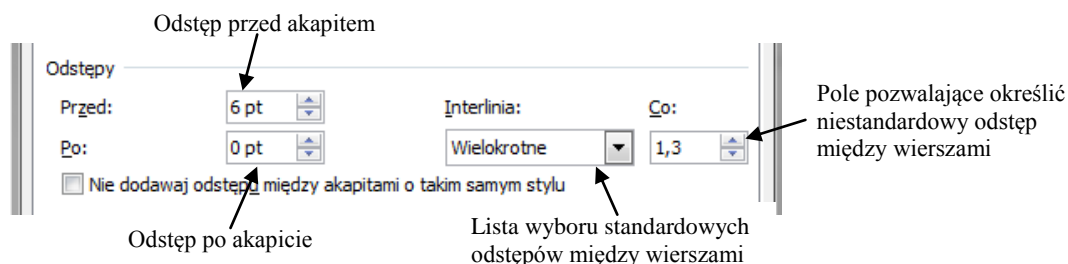 Odstęp przed akapitem
Odstępy
Przed:
6 pt
Interlinia:
Co:
Po:
0 pt
Wielokrotne
1,3
Nie dodawaj odstępu między akapitami o takim samym stylu
Pole pozwalające określić
niestandardowy odstęp
między wierszami
Odstęp po akapicie
Lista wyboru standardowych
odstępów między wierszami